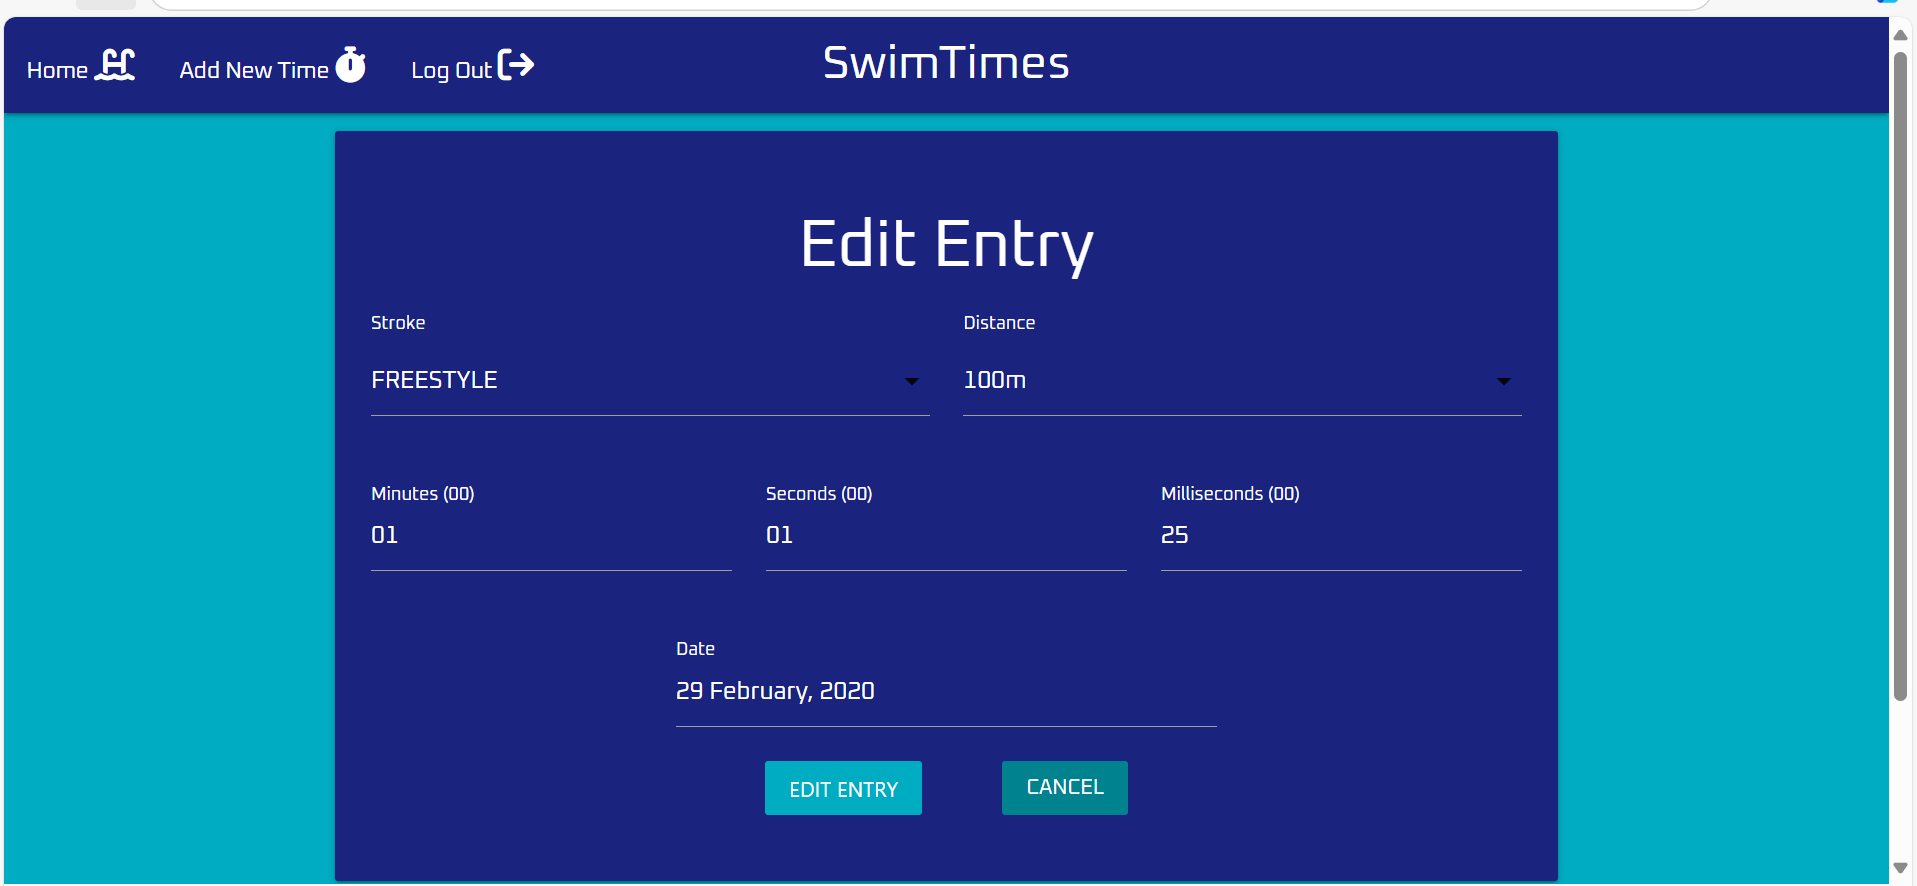 Home Add New Time Log Out SwimTimes
Edit Entry
Stroke Distance
FREESTYLE 100m
Minutes (00) Seconds (00) Milliseconds (00)
01 01 25
Date
29 February, 2020
EDIT ENTRY CANCEL